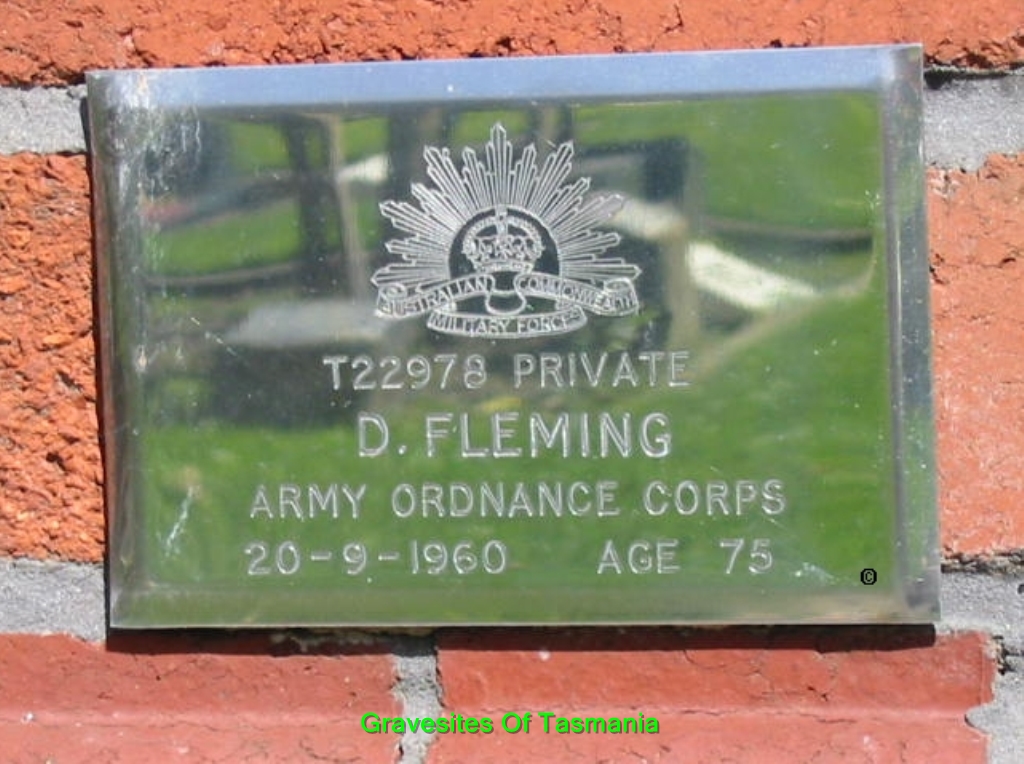 AUSTRALIAN COMMONWEALTH
MILITARY FORCES
T22978 PRIVATE
D. FLEMING
ARMY ORDNANCE CORPS
20-9-1960 AGE 75
©
Gravesites Of Tasmania